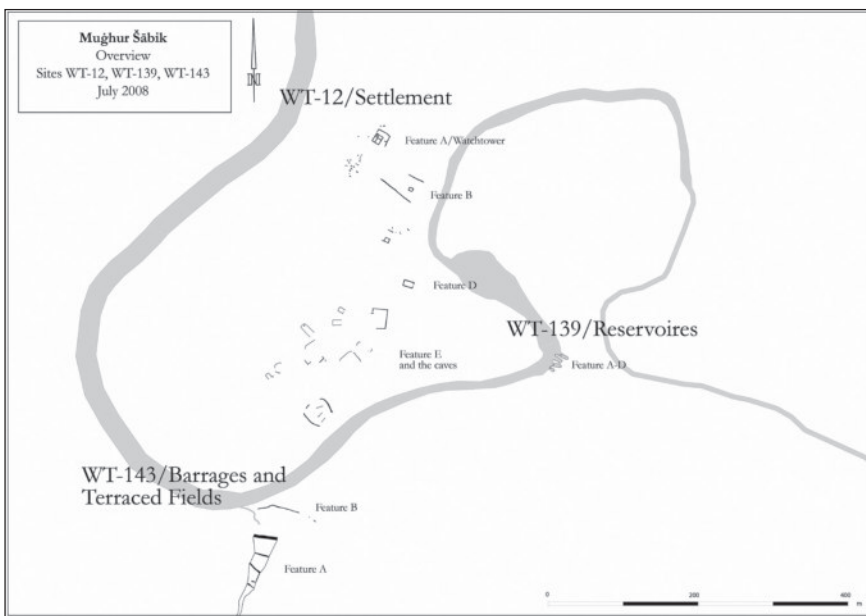 Muġhur Šābik
Overview
Sites WT-12, WT-139, WT-143
July 2008
N
WT-12/Settlement
Feature A/Watchtower
Feature B
Feature D
WT-139/Reservoires
Feature A-D
Feature E
and the caves
WT-143/Barrages and
Terraced Fields
Feature B
Feature A
0 200 400
m